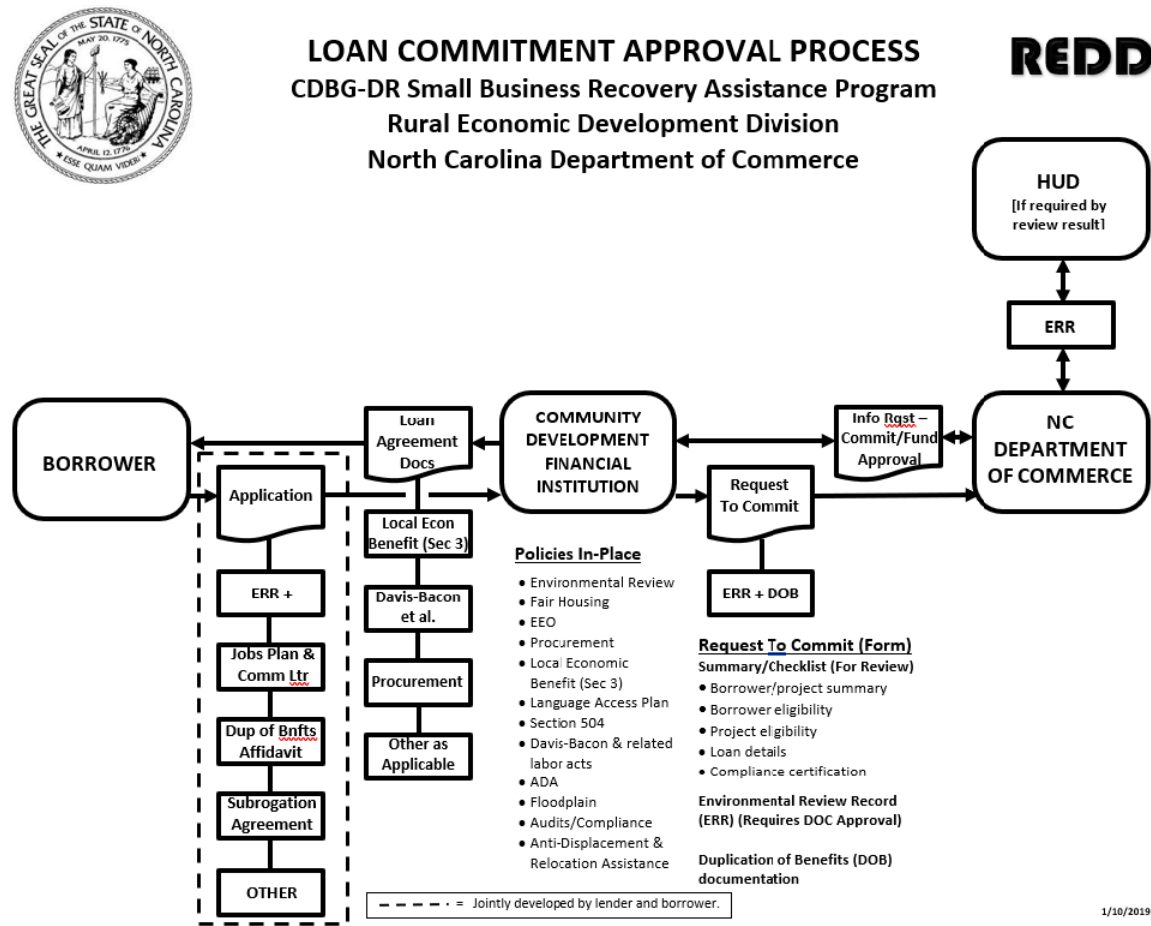 THE GREAT SEAL OF THE STATE OF NORTH CAROLINA
MAY 20, 1775
APRIL 12, 1776
ESSE QUAM VIDERI
LOAN COMMITMENT APPROVAL PROCESS
CDBG-DR Small Business Recovery Assistance Program
Rural Economic Development Division
North Carolina Department of Commerce
REDD
HUD
[If required by
review result]
ERR
BORROWER
Loan
Agreement
Docs
COMMUNITY
DEVELOPMENT
FINANCIAL
INSTITUTION
Info Rqst –
Commit/Fund
Approval
NC
DEPARTMENT
OF COMMERCE
Application
Request
To Commit
ERR +
Jobs Plan &
Comm Ltr
Dup of Bnfts
Affidavit
Subrogation
Agreement
OTHER
Local Econ
Benefit (Sec 3)
Davis-Bacon
et al.
Procurement
Other as
Applicable
Policies In-Place
• Environmental Review
• Fair Housing
• EEO
• Procurement
• Local Economic
Benefit (Sec 3)
• Language Access Plan
• Section 504
• Davis-Bacon & related
labor acts
• ADA
• Floodplain
• Audits/Compliance
• Anti-Displacement &
Relocation Assistance
ERR + DOB
Request To Commit (Form)
Summary/Checklist (For Review)
• Borrower/project summary
• Borrower eligibility
• Project eligibility
• Loan details
• Compliance certification
Environmental Review Record
(ERR) (Requires DOC Approval)
Duplication of Benefits (DOB)
documentation
= Jointly developed by lender and borrower.
1/10/2019